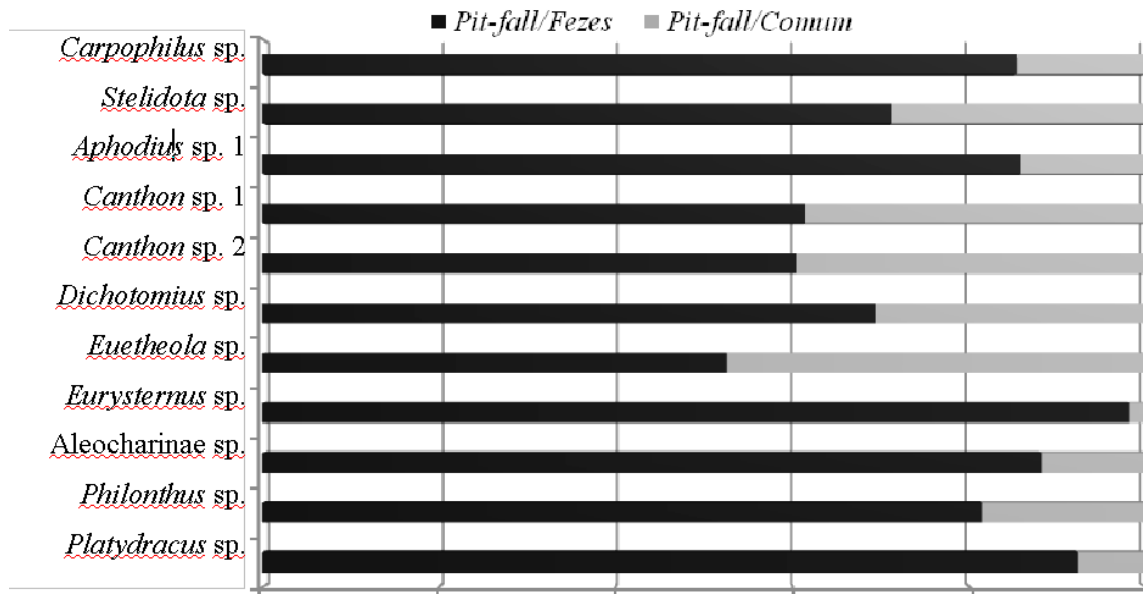 Pit-fall/Fezes Pit-fall/Comum
Carpophilus sp.
Stelidota sp.
Aphodius sp. 1
Canthon sp. 1
Canthon sp. 2
Dichotomius sp.
Euetheola sp.
Eurysternus sp.
Aleocharinae sp.
Philonthus sp.
Platydracus sp.